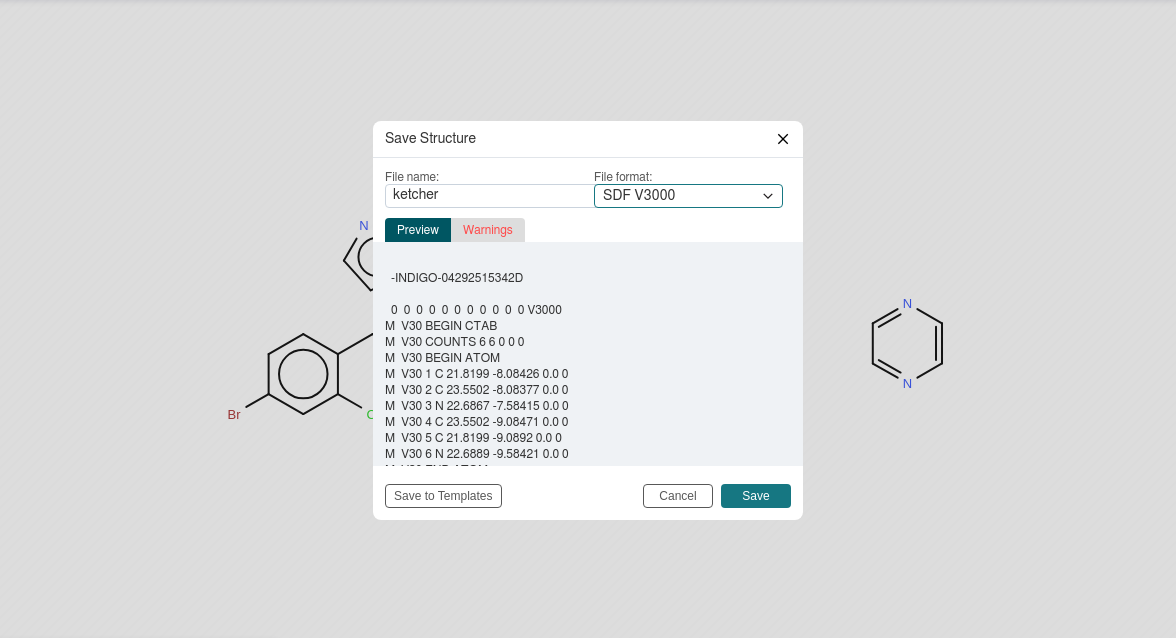 Save Structure
File name:
File format:
ketcher
SDF V3000
Preview
Warnings
-INDIGO-04292515342D
0 0 0 0 0 0 0 0 0 0 0 V3000
M V30 BEGIN CTAB
M V30 COUNTS 6 6 0 0 0
M V30 BEGIN ATOM
M V30 1 C 21.8199 -8.08426 0.0 0
M V30 2 C 23.5502 -8.08377 0.0 0
M V30 3 N 22.6867 -7.58415 0.0 0
M V30 4 C 23.5502 -9.08471 0.0 0
M V30 5 C 21.8199 -9.0892 0.0 0
M V30 6 N 22.6889 -9.58421 0.0 0
Save to Templates
Cancel
Save
N
Br
N
N